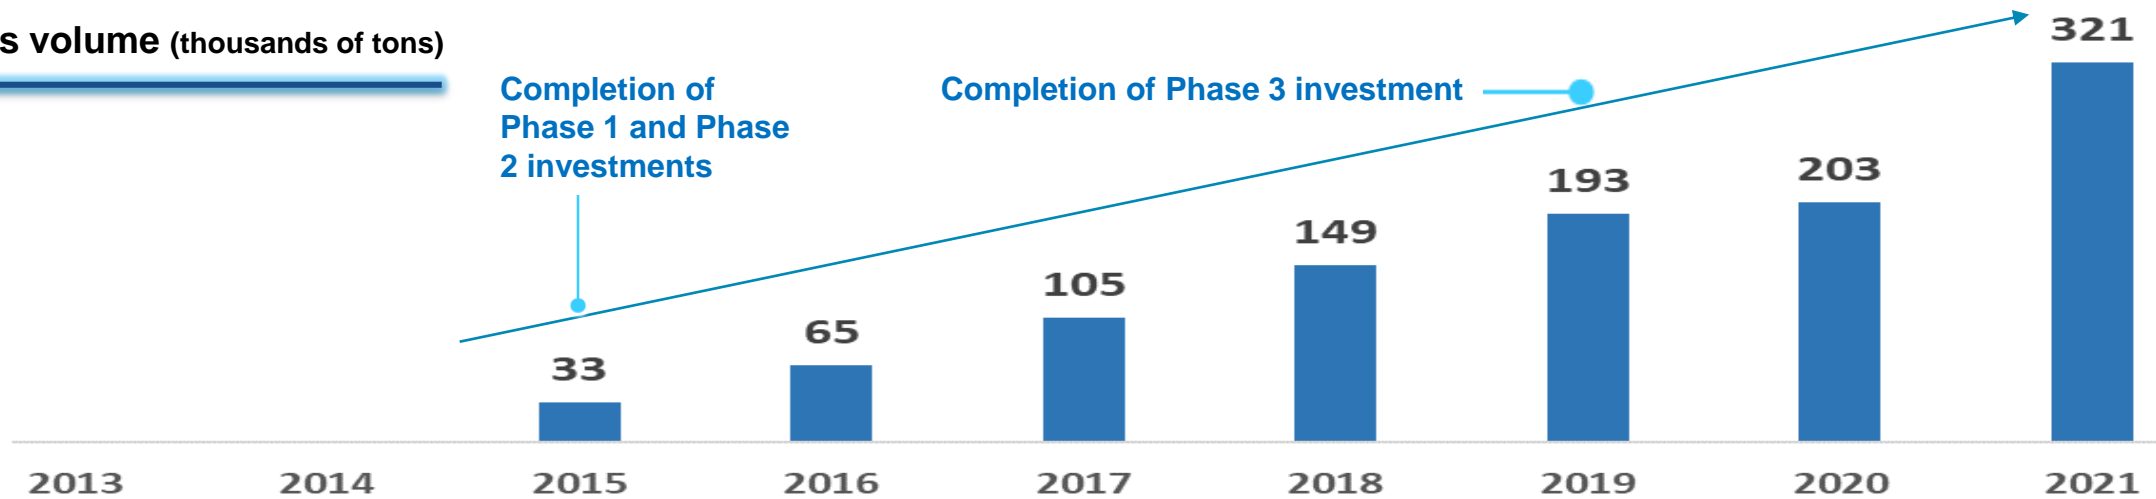 s volume (thousands of tons)
Completion of
Phase 1 and Phase
2 investments
Completion of Phase 3 investment
33
65
105
149
193
203
321
2013 2014 2015 2016 2017 2018 2019 2020 2021